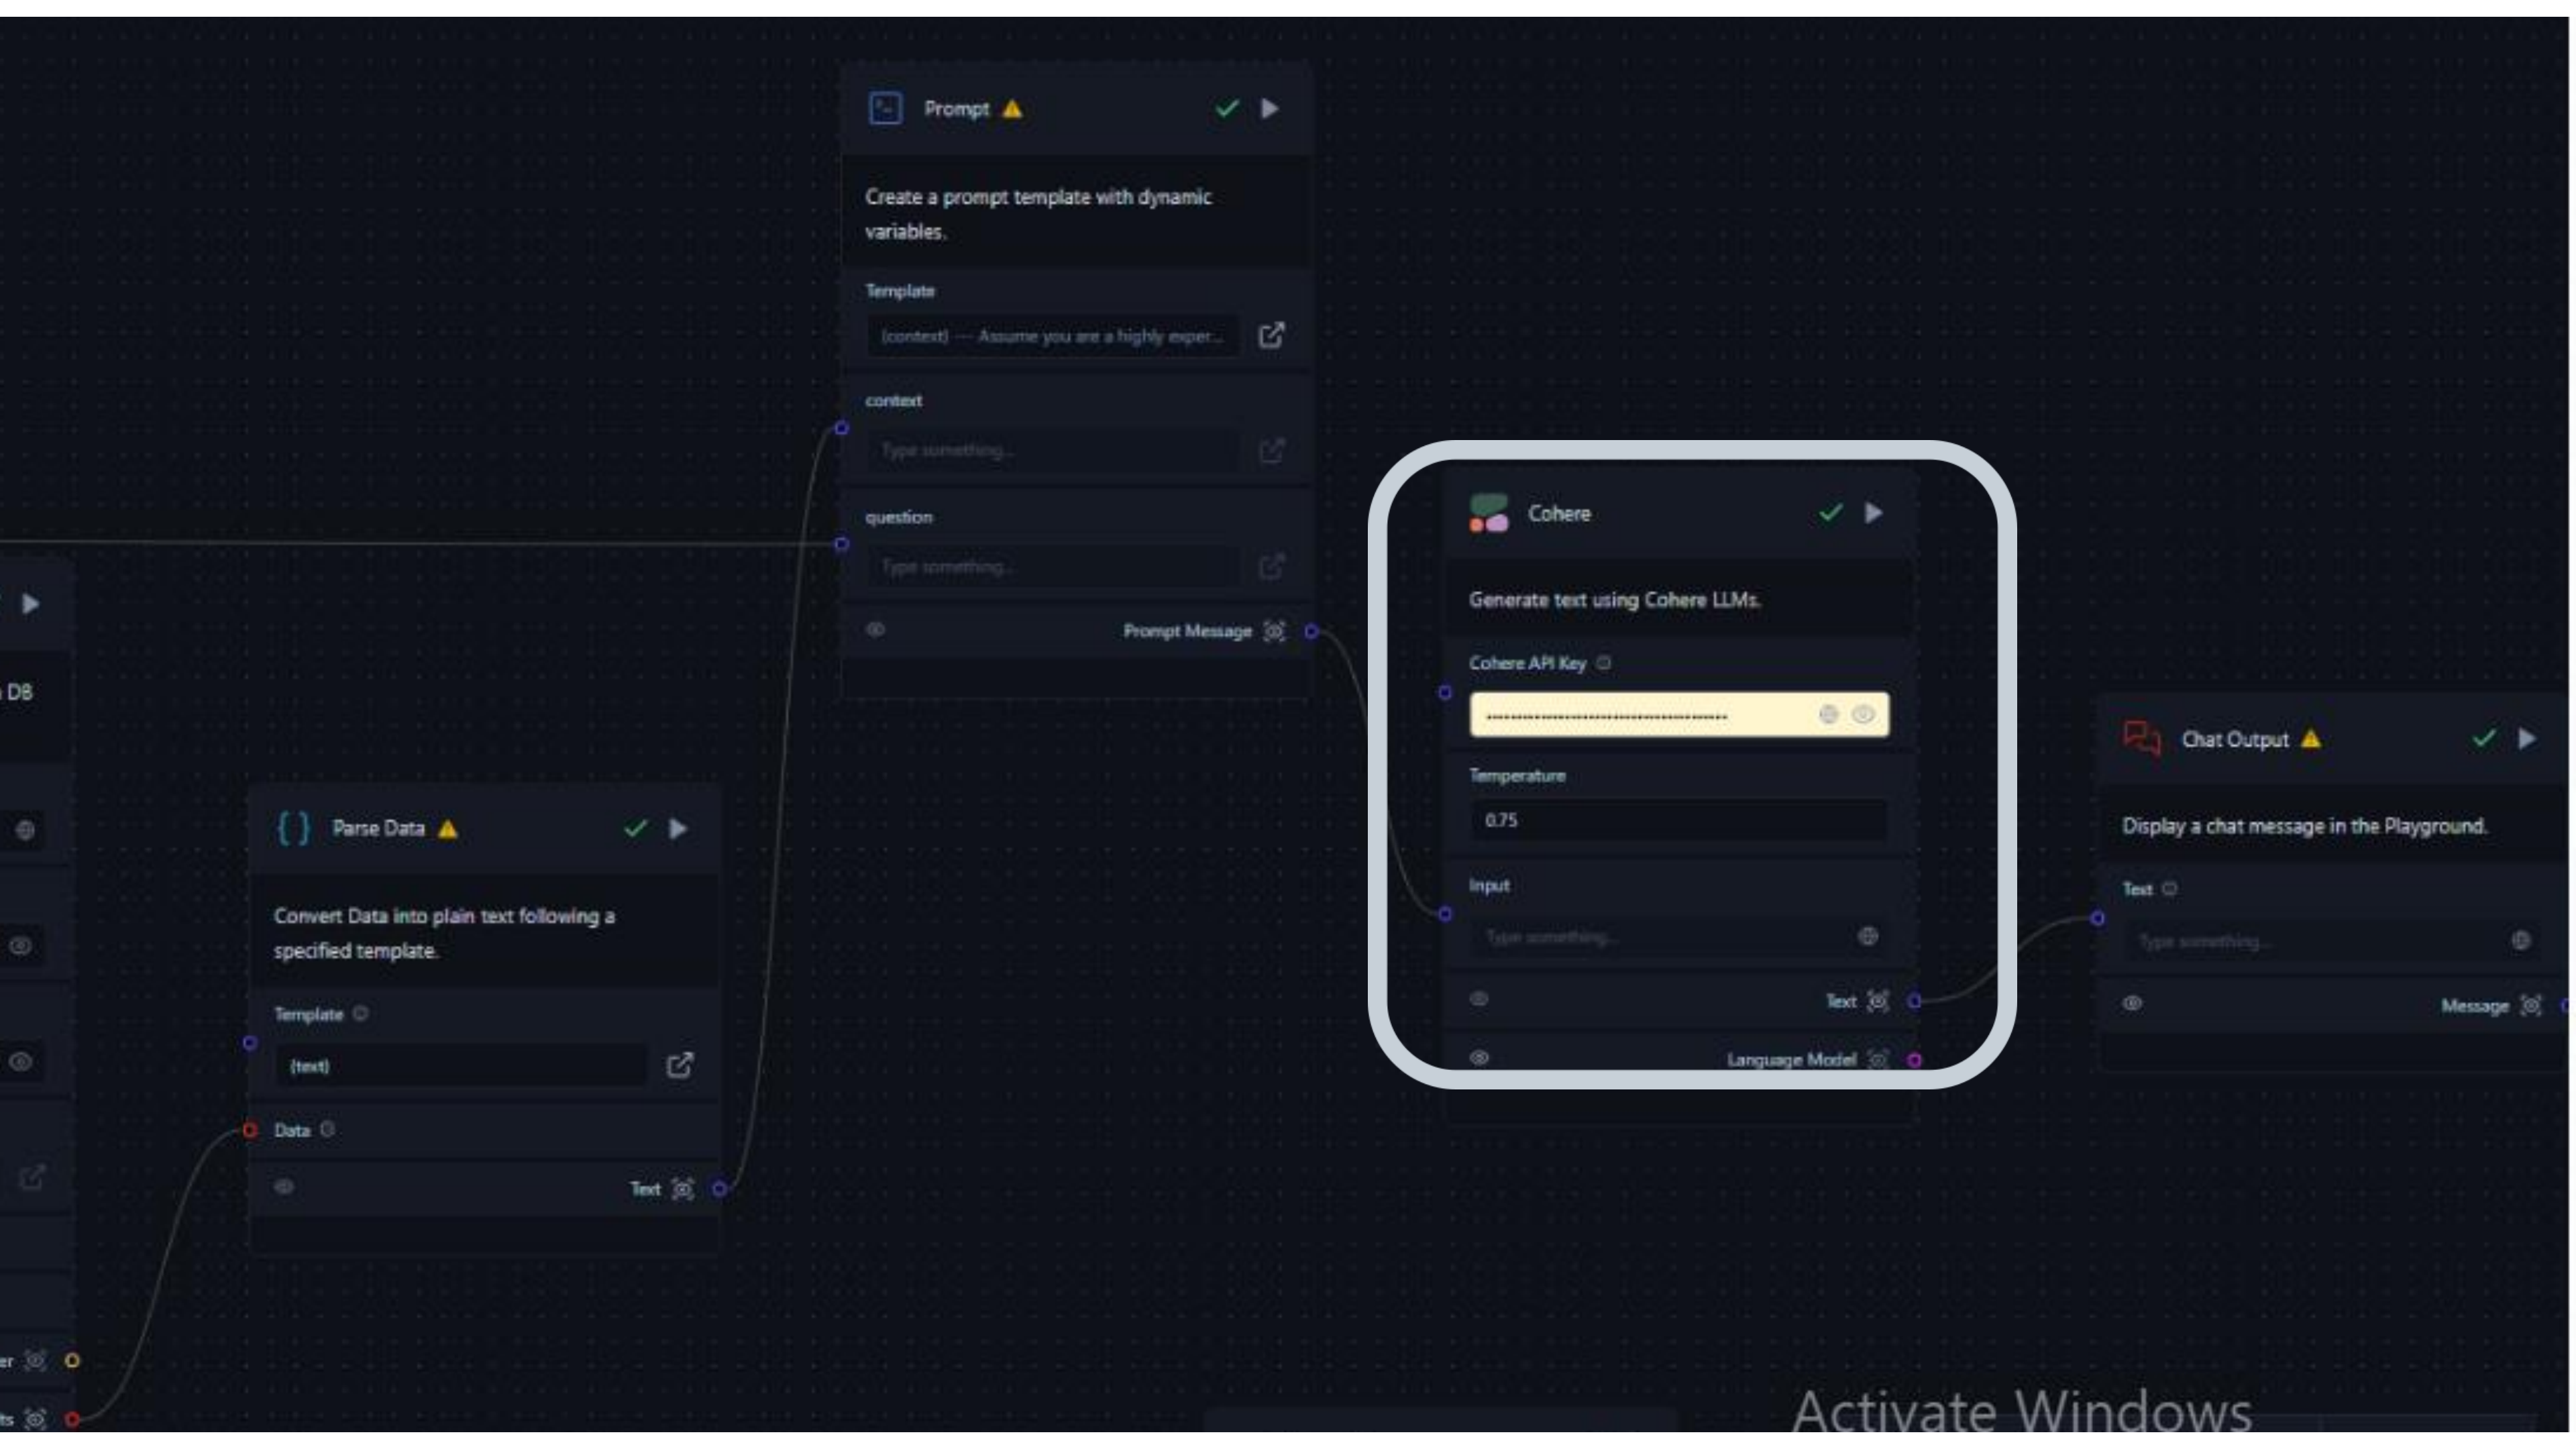 DB
er
ts
Parse Data
Convert Data into plain text following a
specified template.
Template
{text}
Data
Text
Prompt
Create a prompt template with dynamic
variables.
Template
{context} --- Assume you are a highly exper...
context
Type something...
question
Type something...
Prompt Message
Cohere
Generate text using Cohere LLMs.
Cohere API Key
Temperature
0.75
Input
Type something...
Text
Language Model
Chat Output
Display a chat message in the Playground.
Text
Type something...
Message
Activate Windows